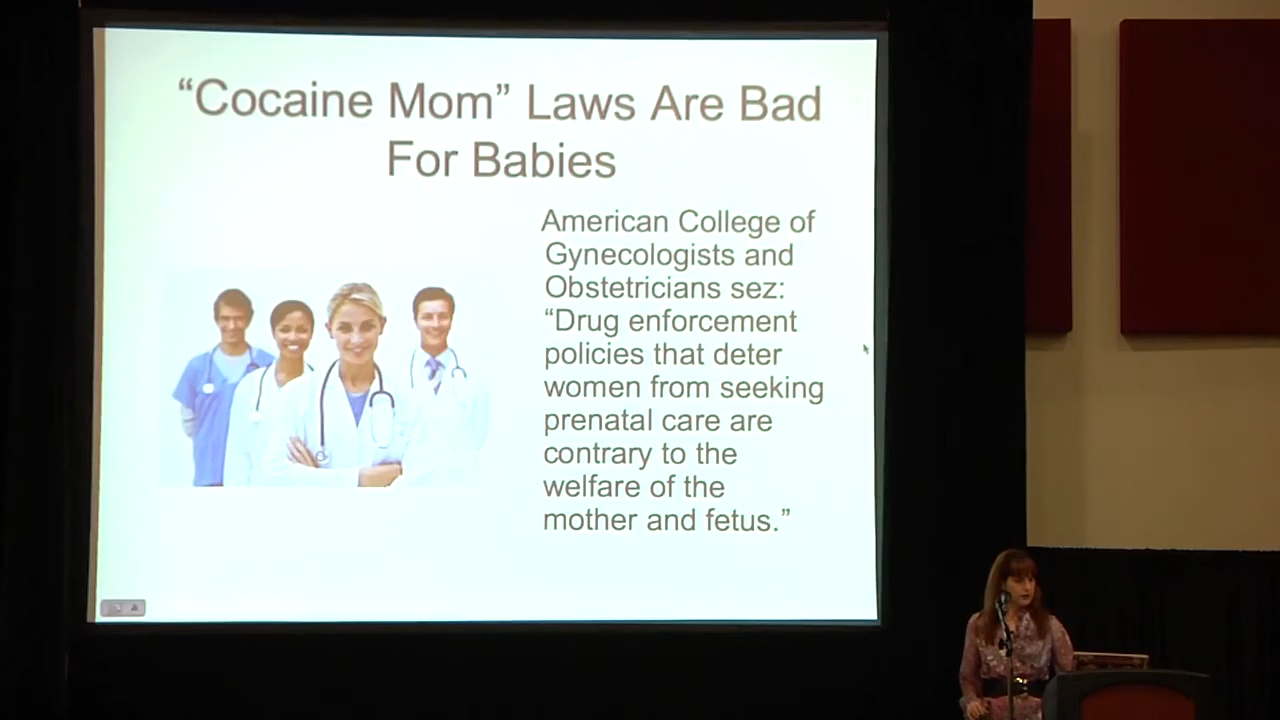 “Cocaine Mom” Laws Are Bad
For Babies
American College of
Gynecologists and
Obstetricians sez:
“Drug enforcement
policies that deter
women from seeking
prenatal care are
contrary to the
welfare of the
mother and fetus.”